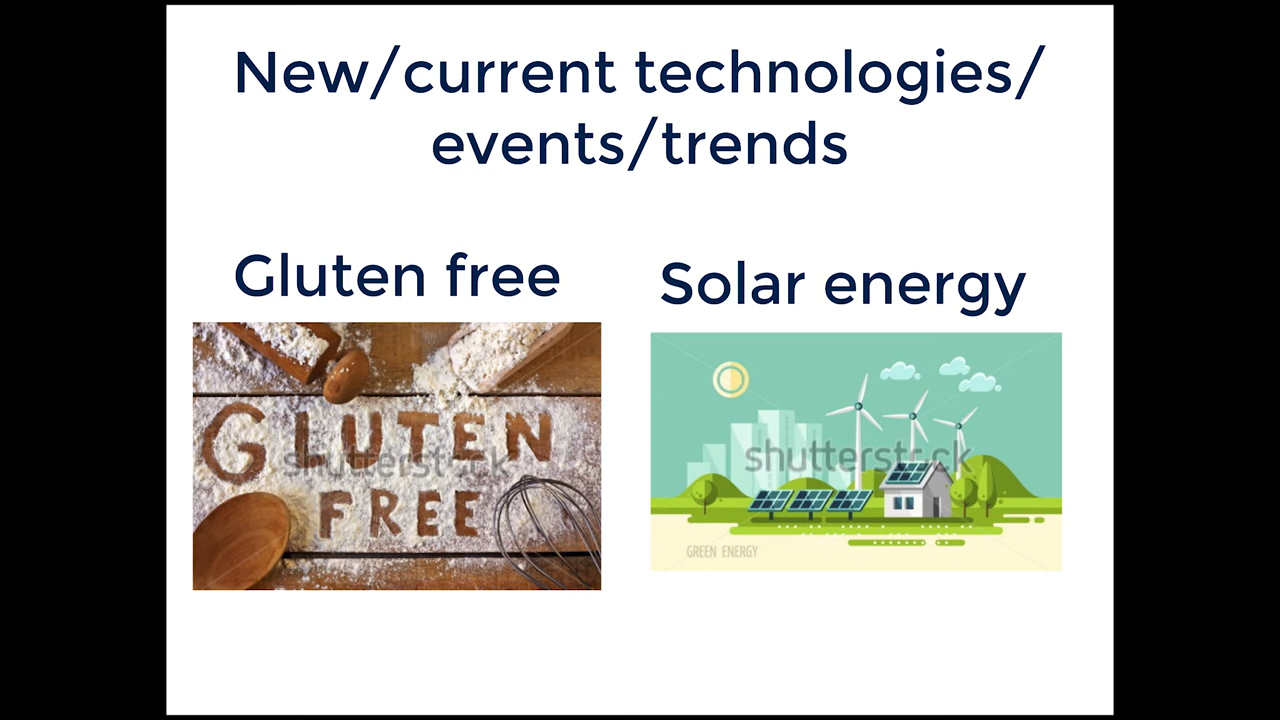 New/current technologies/
events/trends
Gluten free
Solar energy
GLUTEN
FREE
shutterstock
shutterstock
GREEN ENERGY